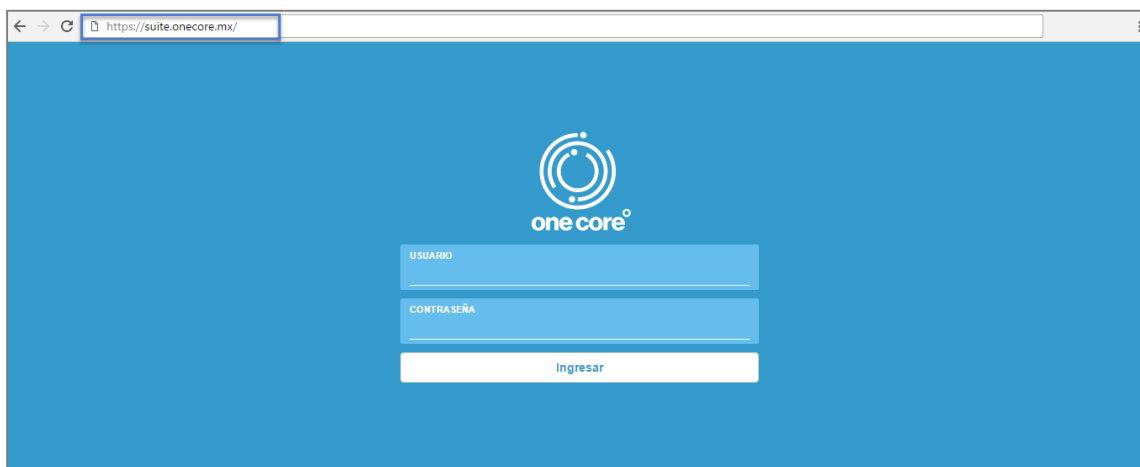 https://suite.onecore.mx/
one core
USUARIO
CONTRASEÑA
Ingresar